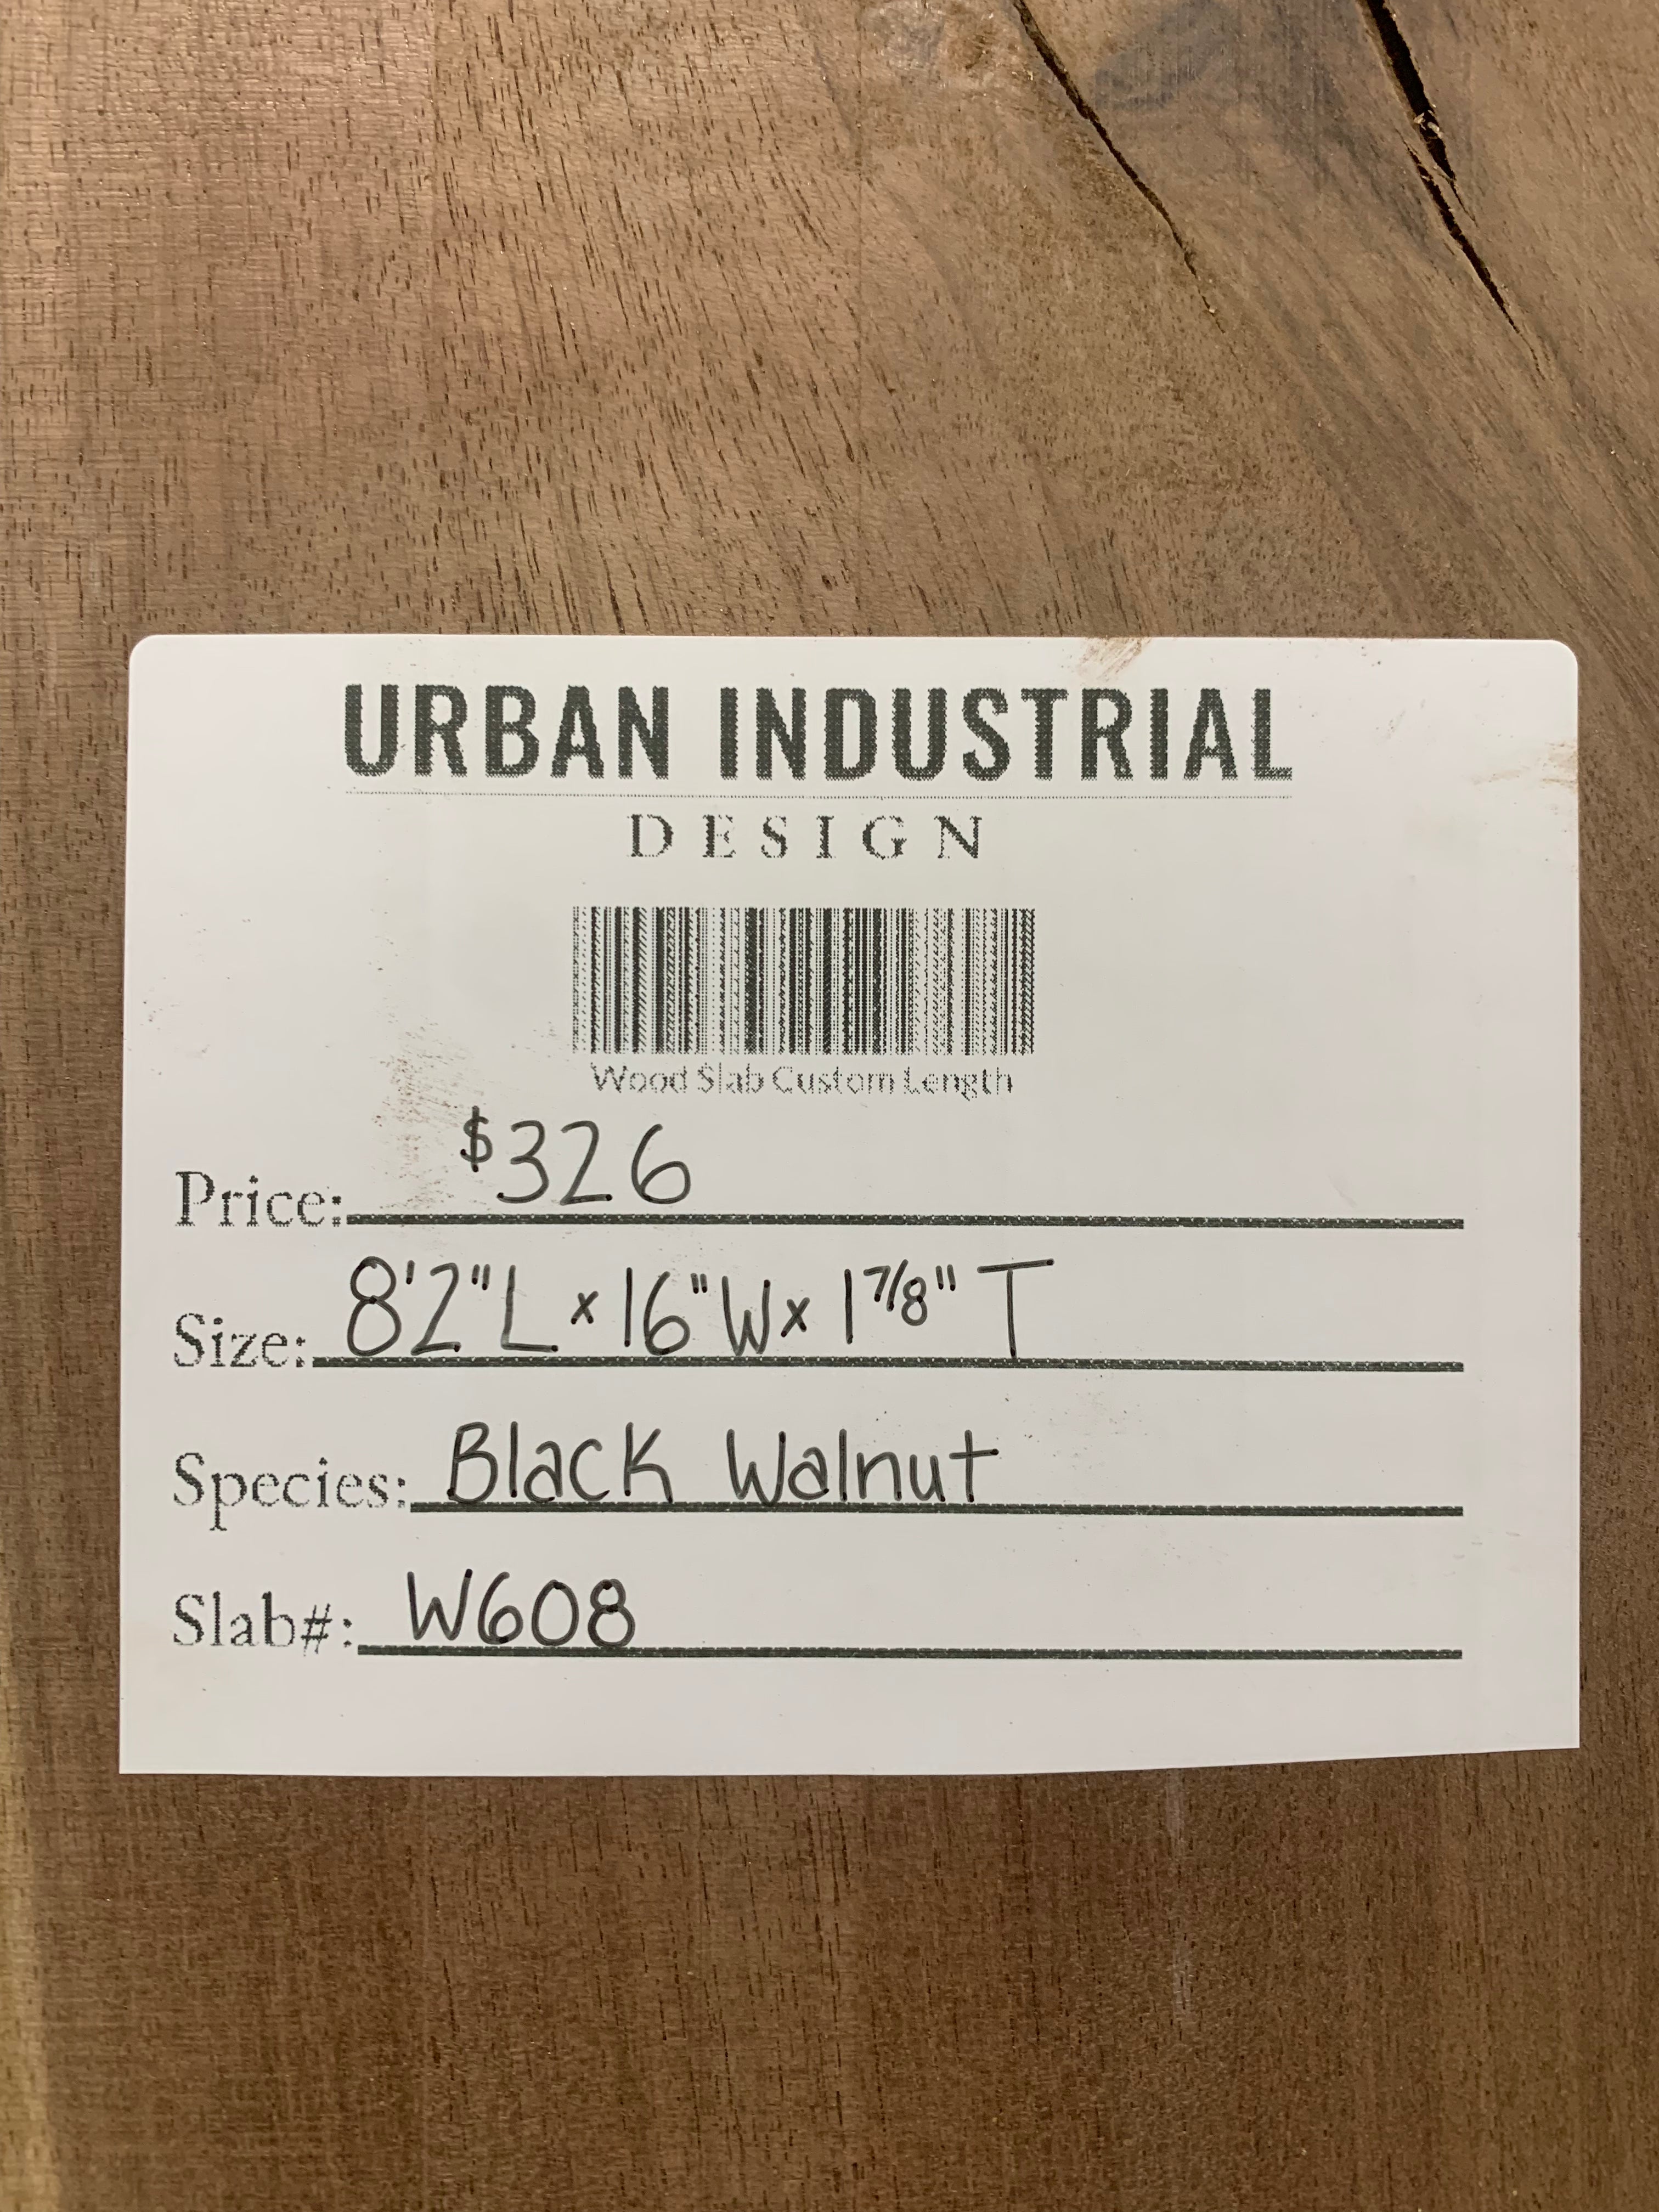 URBAN INDUSTRIAL
DESIGN
Wood Slab Custom Length
Price: $326
Size: 8'2"L x 16"W x 1 7/8" T
Species: Black Walnut
Slab#: W608